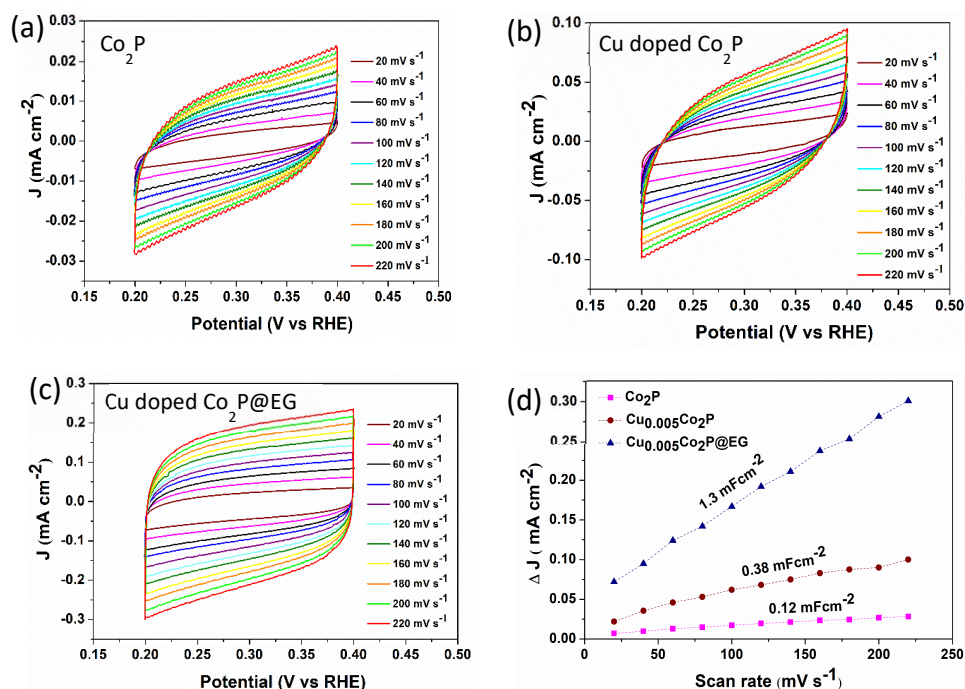 (a)
Co2P
J (mA cm-2)
0.03
0.02
0.01
0.00
-0.01
-0.02
-0.03
0.15 0.20 0.25 0.30 0.35 0.40 0.45 0.50
Potential (V vs RHE)
20 mV s-1
40 mV s-1
60 mV s-1
80 mV s-1
100 mV s-1
120 mV s-1
140 mV s-1
160 mV s-1
180 mV s-1
200 mV s-1
220 mV s-1
(b)
Cu doped Co2P
J (mA cm-2)
0.10
0.05
0.00
-0.05
-0.10
0.15 0.20 0.25 0.30 0.35 0.40 0.45 0.50
Potential (V vs RHE)
20 mV s-1
40 mV s-1
60 mV s-1
80 mV s-1
100 mV s-1
120 mV s-1
140 mV s-1
160 mV s-1
180 mV s-1
200 mV s-1
220 mV s-1
(c)
Cu doped Co2P@EG
J (mA cm-2)
0.3
0.2
0.1
0.0
-0.1
-0.2
-0.3
0.15 0.20 0.25 0.30 0.35 0.40 0.45 0.50
Potential (V vs RHE)
20 mV s-1
40 mV s-1
60 mV s-1
80 mV s-1
100 mV s-1
120 mV s-1
140 mV s-1
160 mV s-1
180 mV s-1
200 mV s-1
220 mV s-1
(d)
Co2P
Cu0.005Co2P
Cu0.005Co2P@EG
Δ J ( mA cm-2)
0.30
0.25
0.20
0.15
0.10
0.05
0.00
1.3 mFcm-2
0.38 mFcm-2
0.12 mFcm-2
0 50 100 150 200 250
Scan rate (mV s-1)